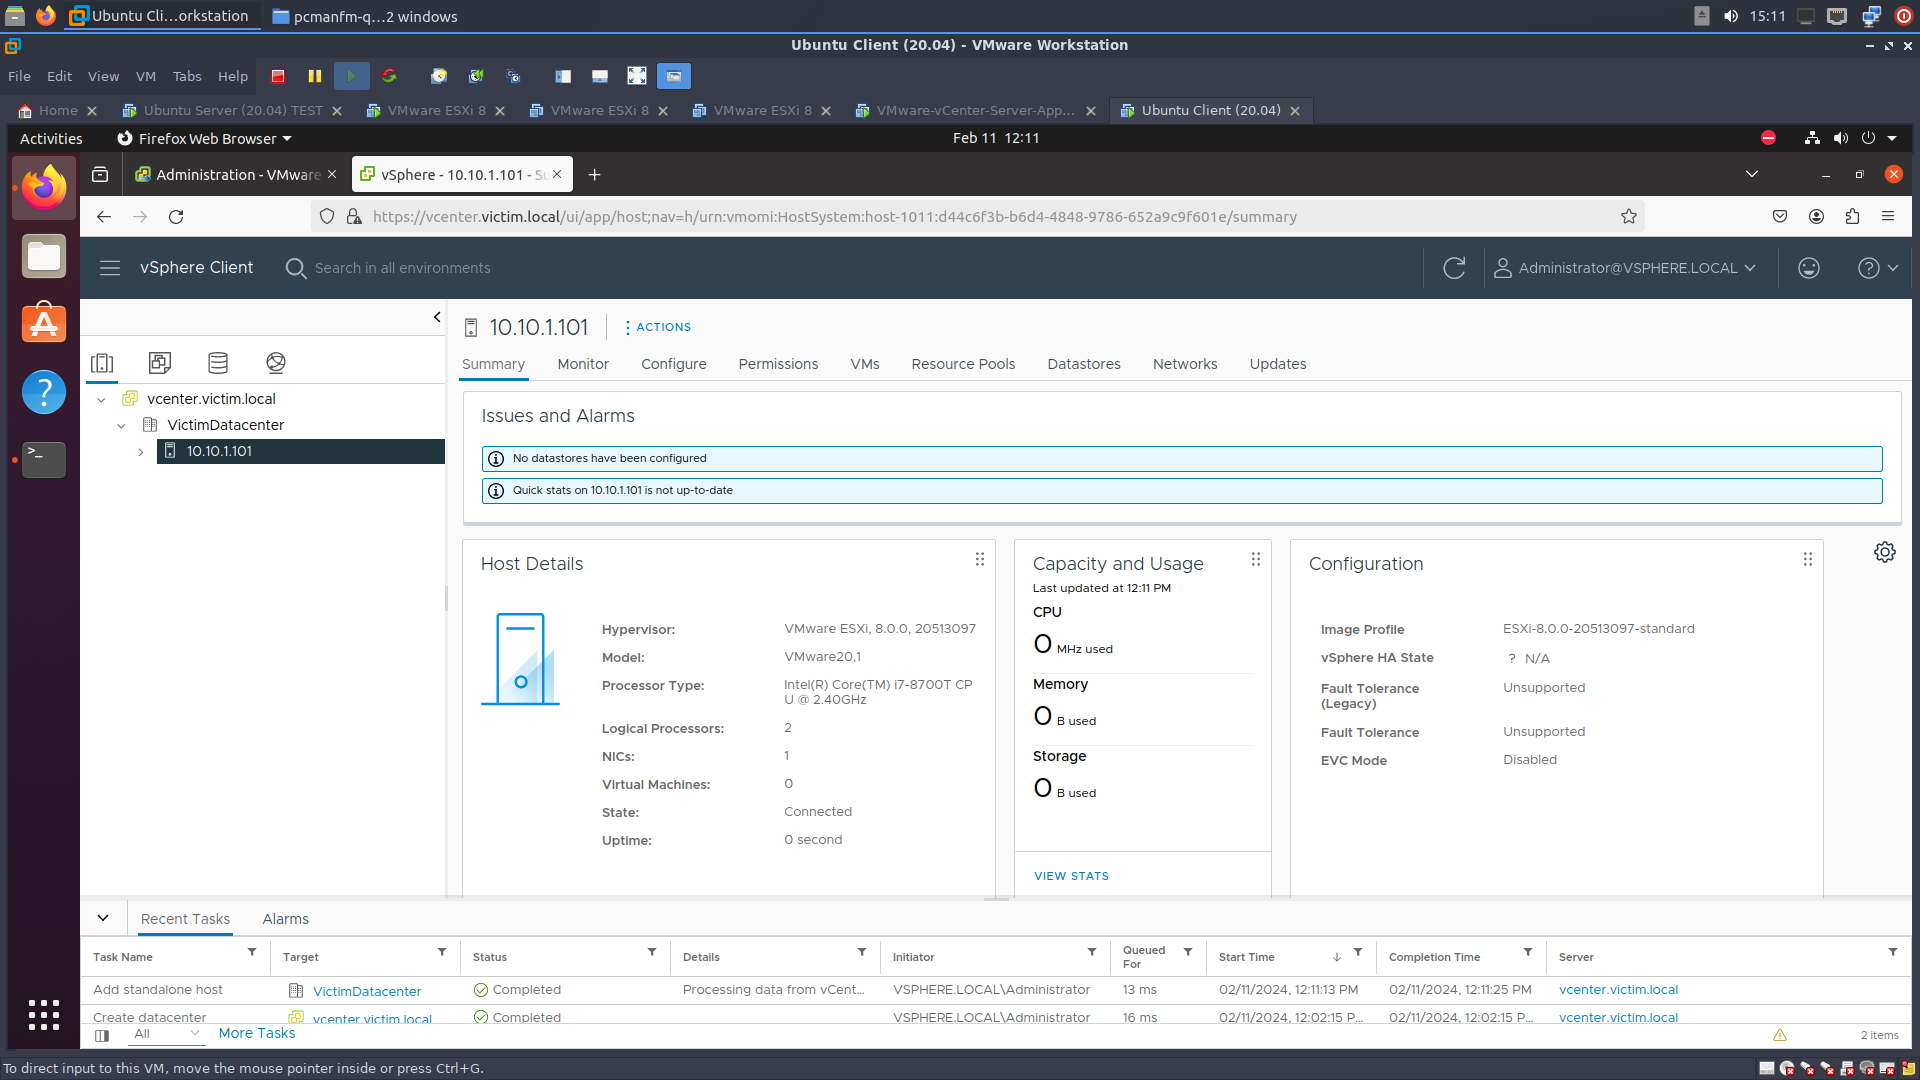 Ubuntu Cli...orkstation
pcmanfm-q...2 windows
15:11
Ubuntu Client (20.04) - VMware Workstation
File Edit View VM Tabs Help
Home
Ubuntu Server (20.04) TEST
VMware ESXi 8
VMware ESXi 8
VMware ESXi 8
VMware-vCenter-Server-App...
Ubuntu Client (20.04)
Activities
Firefox Web Browser
Feb 11 12:11
Administration - VMware
vSphere - 10.10.1.101 - Su
https://vcenter.victim.local/ui/app/host;nav=h/urn:vmomi:HostSystem:host-1011:d44c6f3b-b6d4-4848-9786-652a9c9f601e/summary
vSphere Client
Search in all environments
Administrator@VSPHERE.LOCAL
10.10.1.101
ACTIONS
Summary
Monitor
Configure
Permissions
VMs
Resource Pools
Datastores
Networks
Updates
vcenter.victim.local
VictimDatacenter
10.10.1.101
Issues and Alarms
No datastores have been configured
Quick stats on 10.10.1.101 is not up-to-date
Host Details
Hypervisor: VMware ESXi, 8.0.0, 20513097
Model: VMware20,1
Processor Type: Intel(R) Core(TM) i7-8700T CP
U @ 2.40GHz
Logical Processors: 2
NICs: 1
Virtual Machines: 0
State: Connected
Uptime: 0 second
Capacity and Usage
Last updated at 12:11 PM
CPU
0 MHz used
Memory
0 B used
Storage
0 B used
VIEW STATS
Configuration
Image Profile ESXi-8.0.0-20513097-standard
vSphere HA State ? N/A
Fault Tolerance Unsupported
(Legacy)
Fault Tolerance Unsupported
EVC Mode Disabled
Recent Tasks
Alarms
Task Name Target Status Details Initiator Queued For Start Time Completion Time Server
Add standalone host VictimDatacenter Completed Processing data from vCent... VSPHERE.LOCAL\Administrator 13 ms 02/11/2024, 12:11:13 PM 02/11/2024, 12:11:25 PM vcenter.victim.local
Create datacenter vcenter.victim.local Completed VSPHERE.LOCAL\Administrator 16 ms 02/11/2024, 12:02:15 P... 02/11/2024, 12:02:15 P... vcenter.victim.local
All
More Tasks
2 items
To direct input to this VM, move the mouse pointer inside or press Ctrl+G.